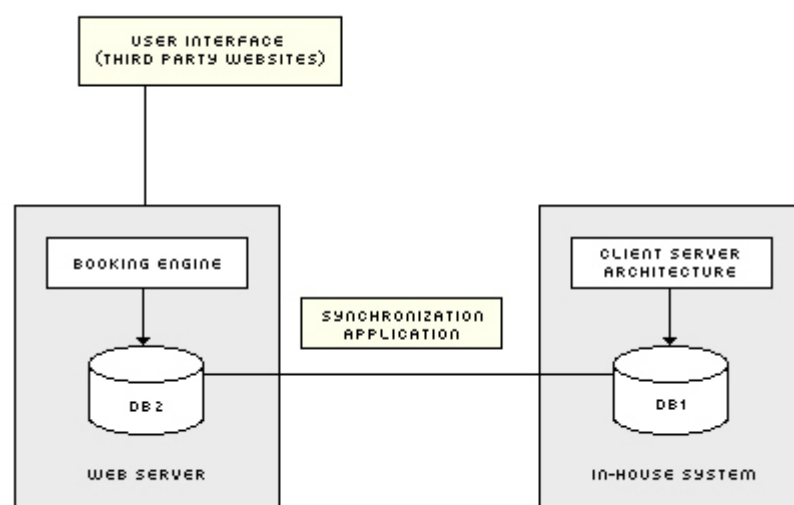 USER INTERFACE
(THIRD PARTY WEBSITES)
BOOKING ENGINE
CLIENT SERVER
ARCHITECTURE
SYNCHRONIZATION
APPLICATION
DB2
DB1
WEB SERVER
IN-HOUSE SYSTEM